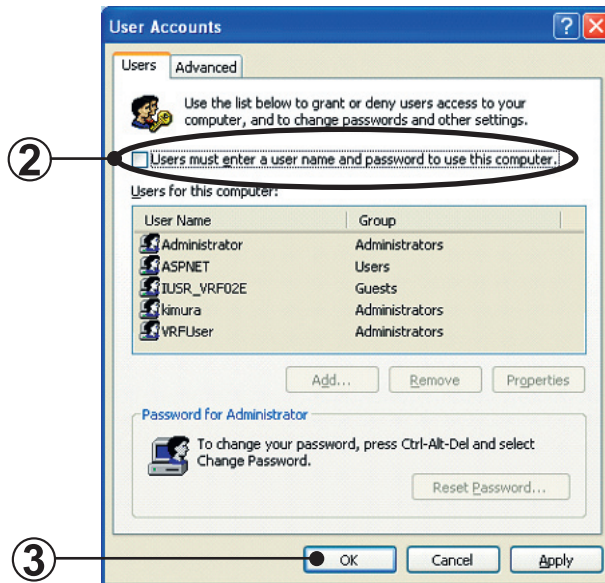 User Accounts
Users Advanced
Use the list below to grant or deny users access to your
computer, and to change passwords and other settings.
2
Users must enter a user name and password to use this computer.
Users for this computer:
User Name Group
Administrator Administrators
ASPNET Users
IUSR_VRF02E Guests
kimura Administrators
VRFUser Administrators
Add... Remove Properties
Password for Administrator
To change your password, press Ctrl-Alt-Del and select
Change Password.
Reset Password...
3
OK Cancel Apply